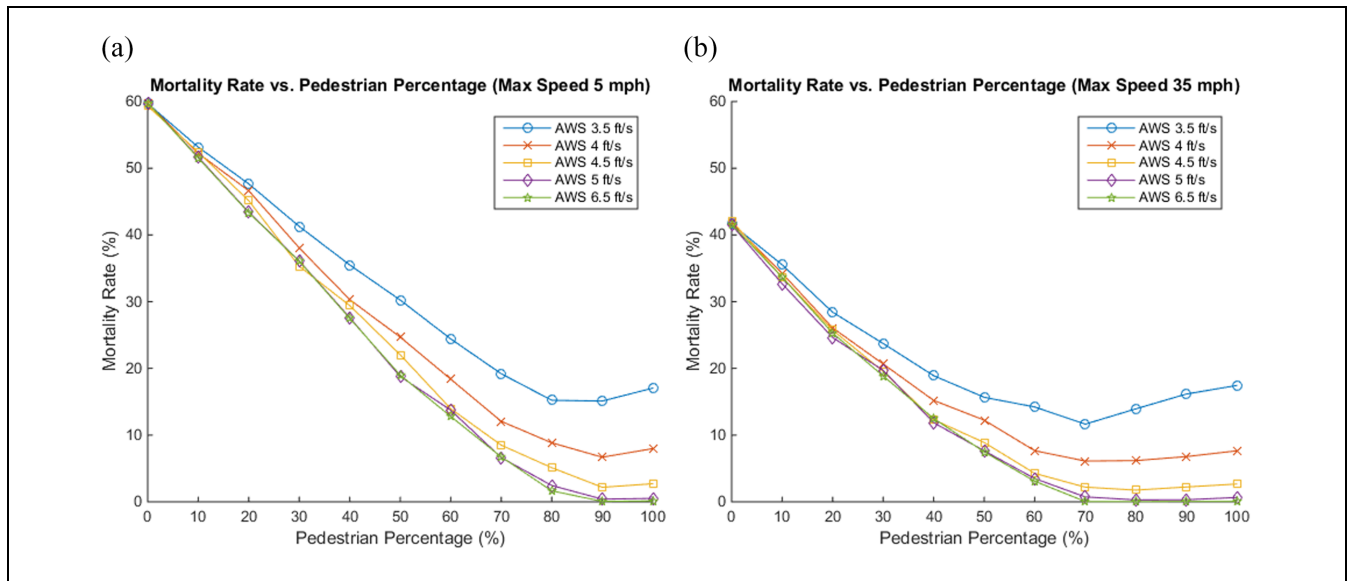 (a)
Mortality Rate vs. Pedestrian Percentage (Max Speed 5 mph)
60
50
40
30
20
10
0
Mortality Rate (%)
AWS 3.5 ft/s
AWS 4 ft/s
AWS 4.5 ft/s
AWS 5 ft/s
AWS 6.5 ft/s
0 10 20 30 40 50 60 70 80 90 100
Pedestrian Percentage (%)
(b)
Mortality Rate vs. Pedestrian Percentage (Max Speed 35 mph)
60
50
40
30
20
10
0
Mortality Rate (%)
AWS 3.5 ft/s
AWS 4 ft/s
AWS 4.5 ft/s
AWS 5 ft/s
AWS 6.5 ft/s
0 10 20 30 40 50 60 70 80 90 100
Pedestrian Percentage (%)